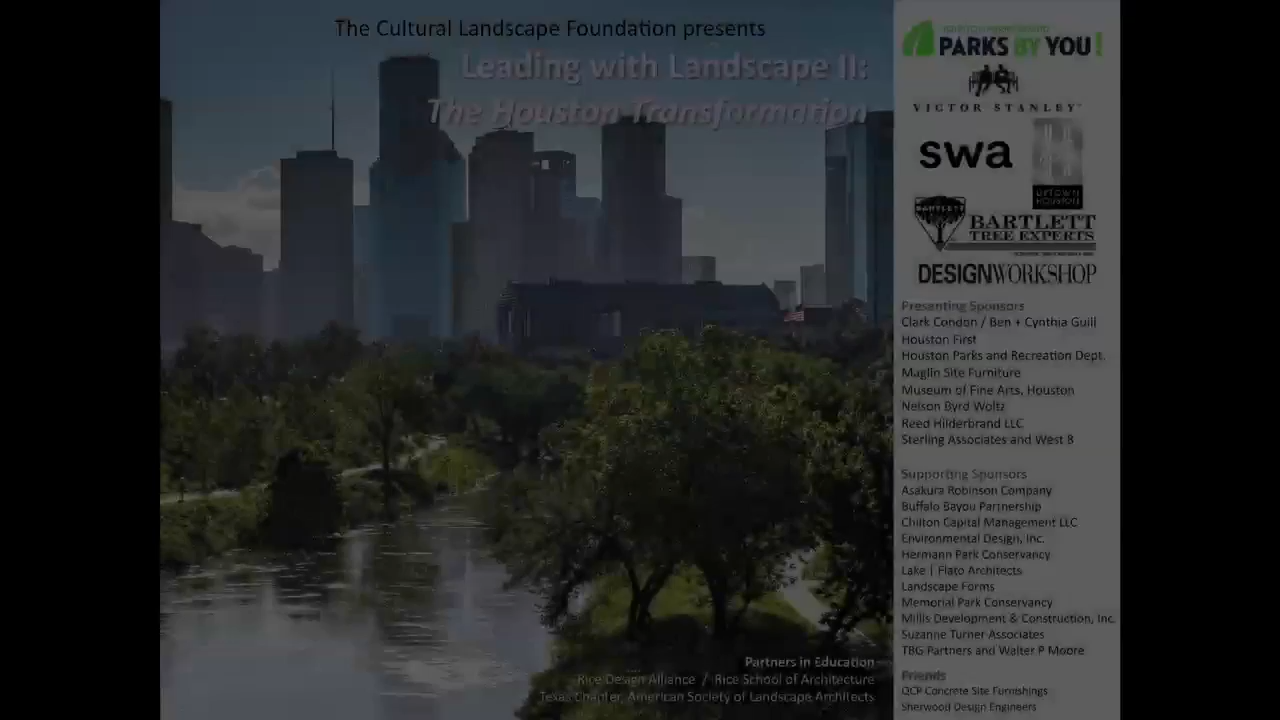 The Cultural Landscape Foundation presents
Leading with Landscape II:
The Houston Transformation
Partners in Education
Rice Design Alliance / Rice School of Architecture
Texas Chapter, American Society of Landscape Architects
PARKS BY YOU!
VICTOR STANLEY
swa
UPTOWN
HOUSTON
BARTLETT
BARTLETT
TREE EXPERTS
DESIGNWORKSHOP
Presenting Sponsors
Clark Condon / Ben + Cynthia Guill
Houston First
Houston Parks and Recreation Dept.
Maglin Site Furniture
Museum of Fine Arts, Houston
Nelson Byrd Woltz
Reed Hilderbrand LLC
Sterling Associates and West 8
Supporting Sponsors
Asakura Robinson Company
Buffalo Bayou Partnership
Chilton Capital Management LLC
Environmental Design, Inc.
Hermann Park Conservancy
Lake | Flato Architects
Landscape Forms
Memorial Park Conservancy
Millis Development & Construction, Inc.
Suzanne Turner Associates
TBG Partners and Walter P Moore
Friends
QCP Concrete Site Furnishings
Sherwood Design Engineers